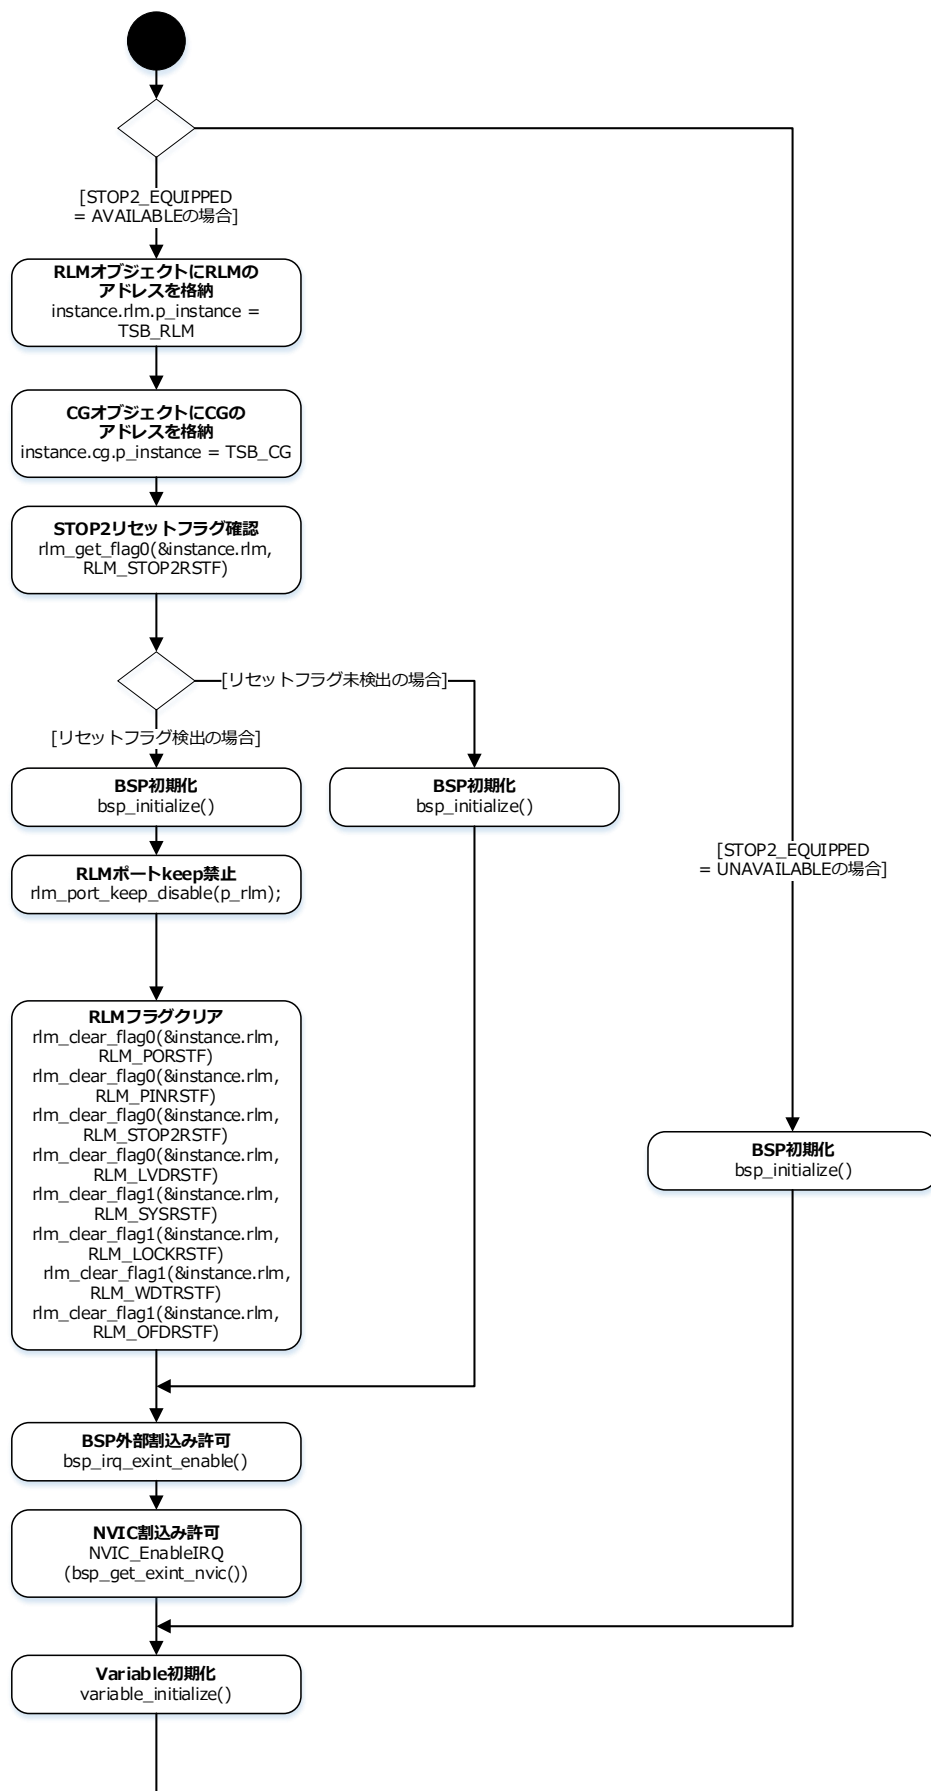 [STOP2_EQUIPPED
= AVAILABLEの場合]
RLMオブジェクトにRLMの
アドレスを格納
instance.rlm.p_instance =
TSB_RLM
CGオブジェクトにCGの
アドレスを格納
instance.cg.p_instance = TSB_CG
STOP2リセットフラグ確認
rlm_get_flag0(&instance.rlm,
RLM_STOP2RSTF)
[リセットフラグ未検出の場合]
[リセットフラグ検出の場合]
BSP初期化
bsp_initialize()
BSP初期化
bsp_initialize()
RLMポートkeep禁止
rlm_port_keep_disable(p_rlm);
[STOP2_EQUIPPED
= UNAVAILABLEの場合]
RLMフラグクリア
rlm_clear_flag0(&instance.rlm,
RLM_PORSTF)
rlm_clear_flag0(&instance.rlm,
RLM_PINRSTF)
rlm_clear_flag0(&instance.rlm,
RLM_STOP2RSTF)
rlm_clear_flag0(&instance.rlm,
RLM_LVDRSTF)
rlm_clear_flag1(&instance.rlm,
RLM_SYSRSTF)
rlm_clear_flag1(&instance.rlm,
RLM_LOCKRSTF)
rlm_clear_flag1(&instance.rlm,
RLM_WDTRSTF)
rlm_clear_flag1(&instance.rlm,
RLM_OFDRSTF)
BSP初期化
bsp_initialize()
BSP外部割込み許可
bsp_irq_exint_enable()
NVIC割込み許可
NVIC_EnableIRQ
(bsp_get_exint_nvic())
Variable初期化
variable_initialize()